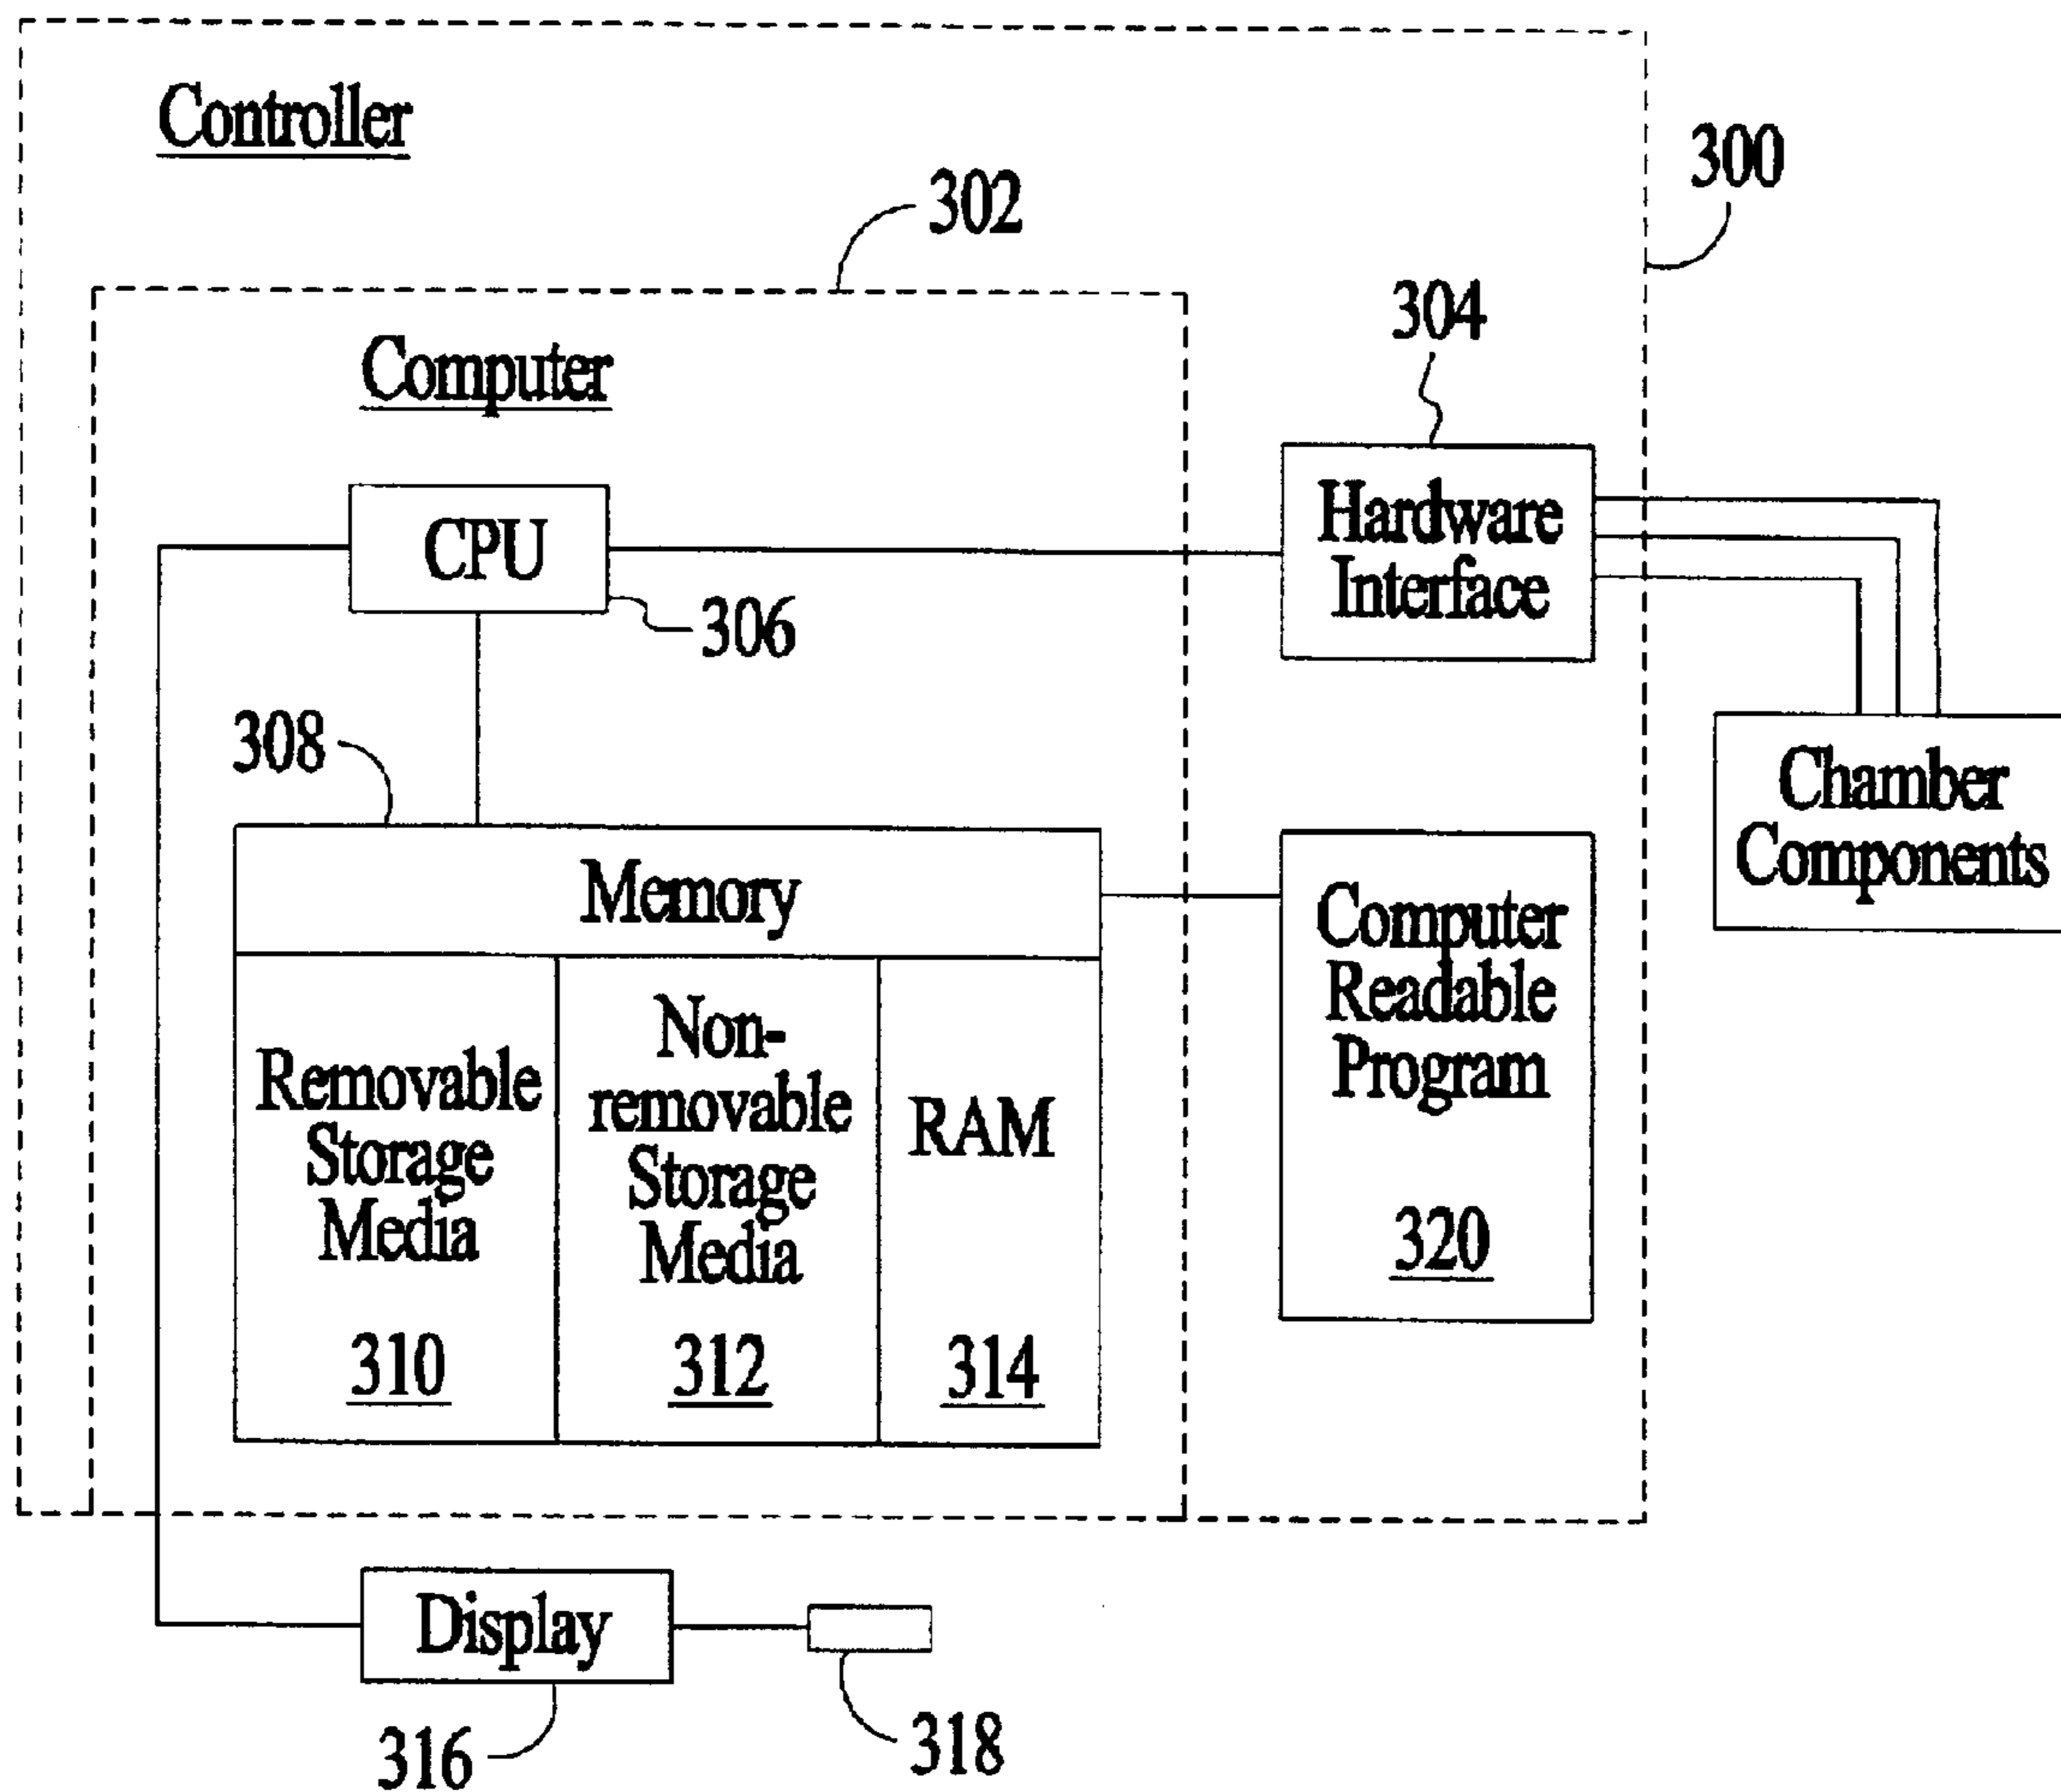 Controller
300
302
304
Computer
CPU
Hardware
Interface
306
308
Chamber
Components
Memory
Computer
Readable
Program
320
Removable
Storage
Media
310
Non-
removable
Storage
Media
312
RAM
314
Display
316
318